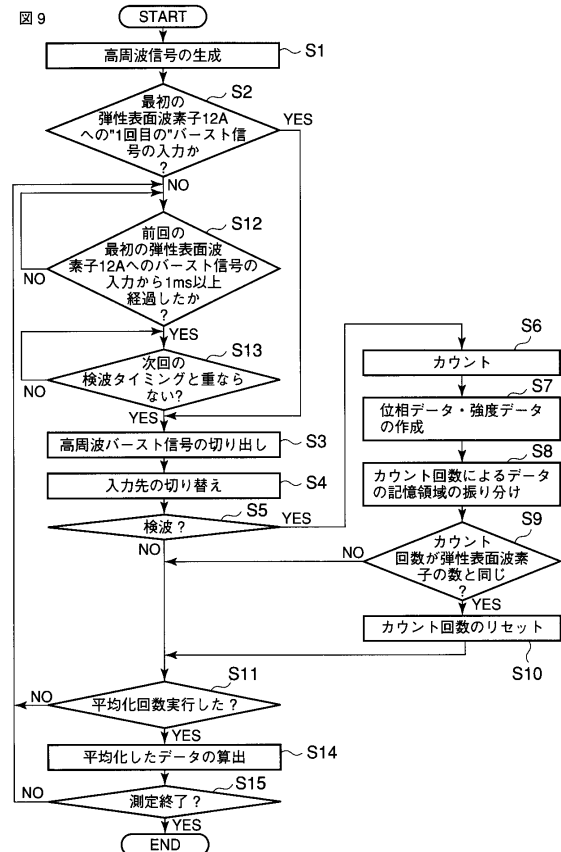 図 9
START
高周波信号の生成
S1
最初の
弾性表面波素子12A
への"1回目の"バースト信
号の入力か
?
S2
YES
NO
前回の
最初の弾性表面波
素子12Aへのバースト信号の
入力から1ms以上
経過したか
?
S12
NO
YES
次回の
検波タイミングと重なら
ない?
S13
NO
YES
高周波バースト信号の切り出し
S3
入力先の切り替え
S4
検波?
S5
YES
NO
カウント
S6
位相データ・強度データ
の作成
S7
カウント回数によるデータ
の記憶領域の振り分け
S8
カウント
回数が弾性表面波素
子の数と同じ
?
S9
NO
YES
カウント回数のリセット
S10
平均化回数実行した?
S11
NO
YES
平均化したデータの算出
S14
測定終了?
S15
NO
YES
END